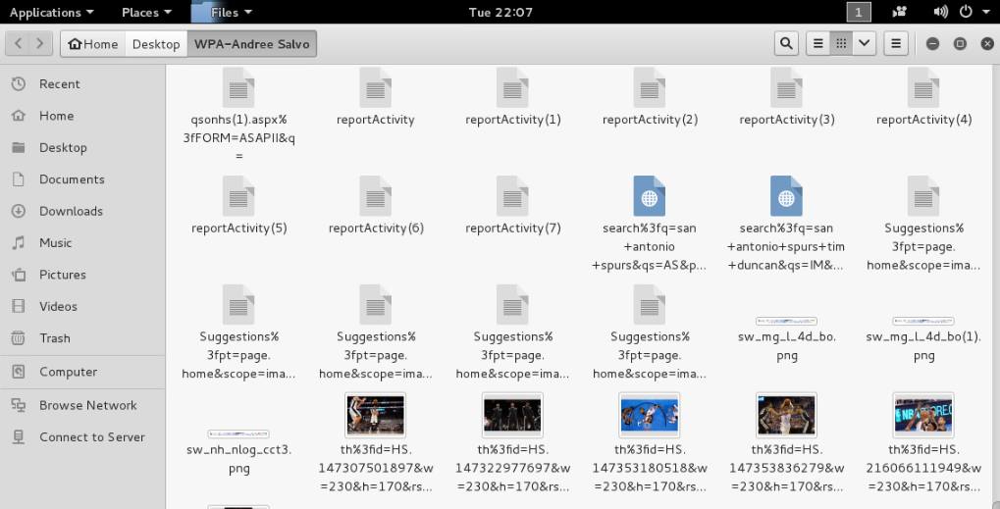 Applications Places Files Tue 22:07 1
Home Desktop WPA-Andree Salvo
Recent
Home
Desktop
Documents
Downloads
Music
Pictures
Videos
Trash
Computer
Browse Network
Connect to Server
qsonhs(1).aspx%
3fFORM=ASAPII&q
=
reportActivity
reportActivity(1)
reportActivity(2)
reportActivity(3)
reportActivity(4)
reportActivity(5)
reportActivity(6)
reportActivity(7)
search%3fq=san
+antonio
+spurs&qs=AS&p...
search%3fq=san
+antonio+spurs+tim
+duncan&qs=IM&...
Suggestions%
3fpt=page.
home&scope=ima...
Suggestions%
3fpt=page.
home&scope=ima...
Suggestions%
3fpt=page.
home&scope=ima...
Suggestions%
3fpt=page.
home&scope=ima...
Suggestions%
3fpt=page.
home&scope=ima...
sw_mg_l_4d_bo.
png
sw_mg_l_4d_bo(1).
png
sw_nh_nlog_cct3.
png
th%3fid=HS.
147307501897&w
=230&h=170&rs...
th%3fid=HS.
147322977697&w
=230&h=170&rs...
th%3fid=HS.
147353180518&w
=230&h=170&rs...
th%3fid=HS.
147353836279&w
=230&h=170&rs...
th%3fid=HS.
216066111949&w
=230&h=170&rs...